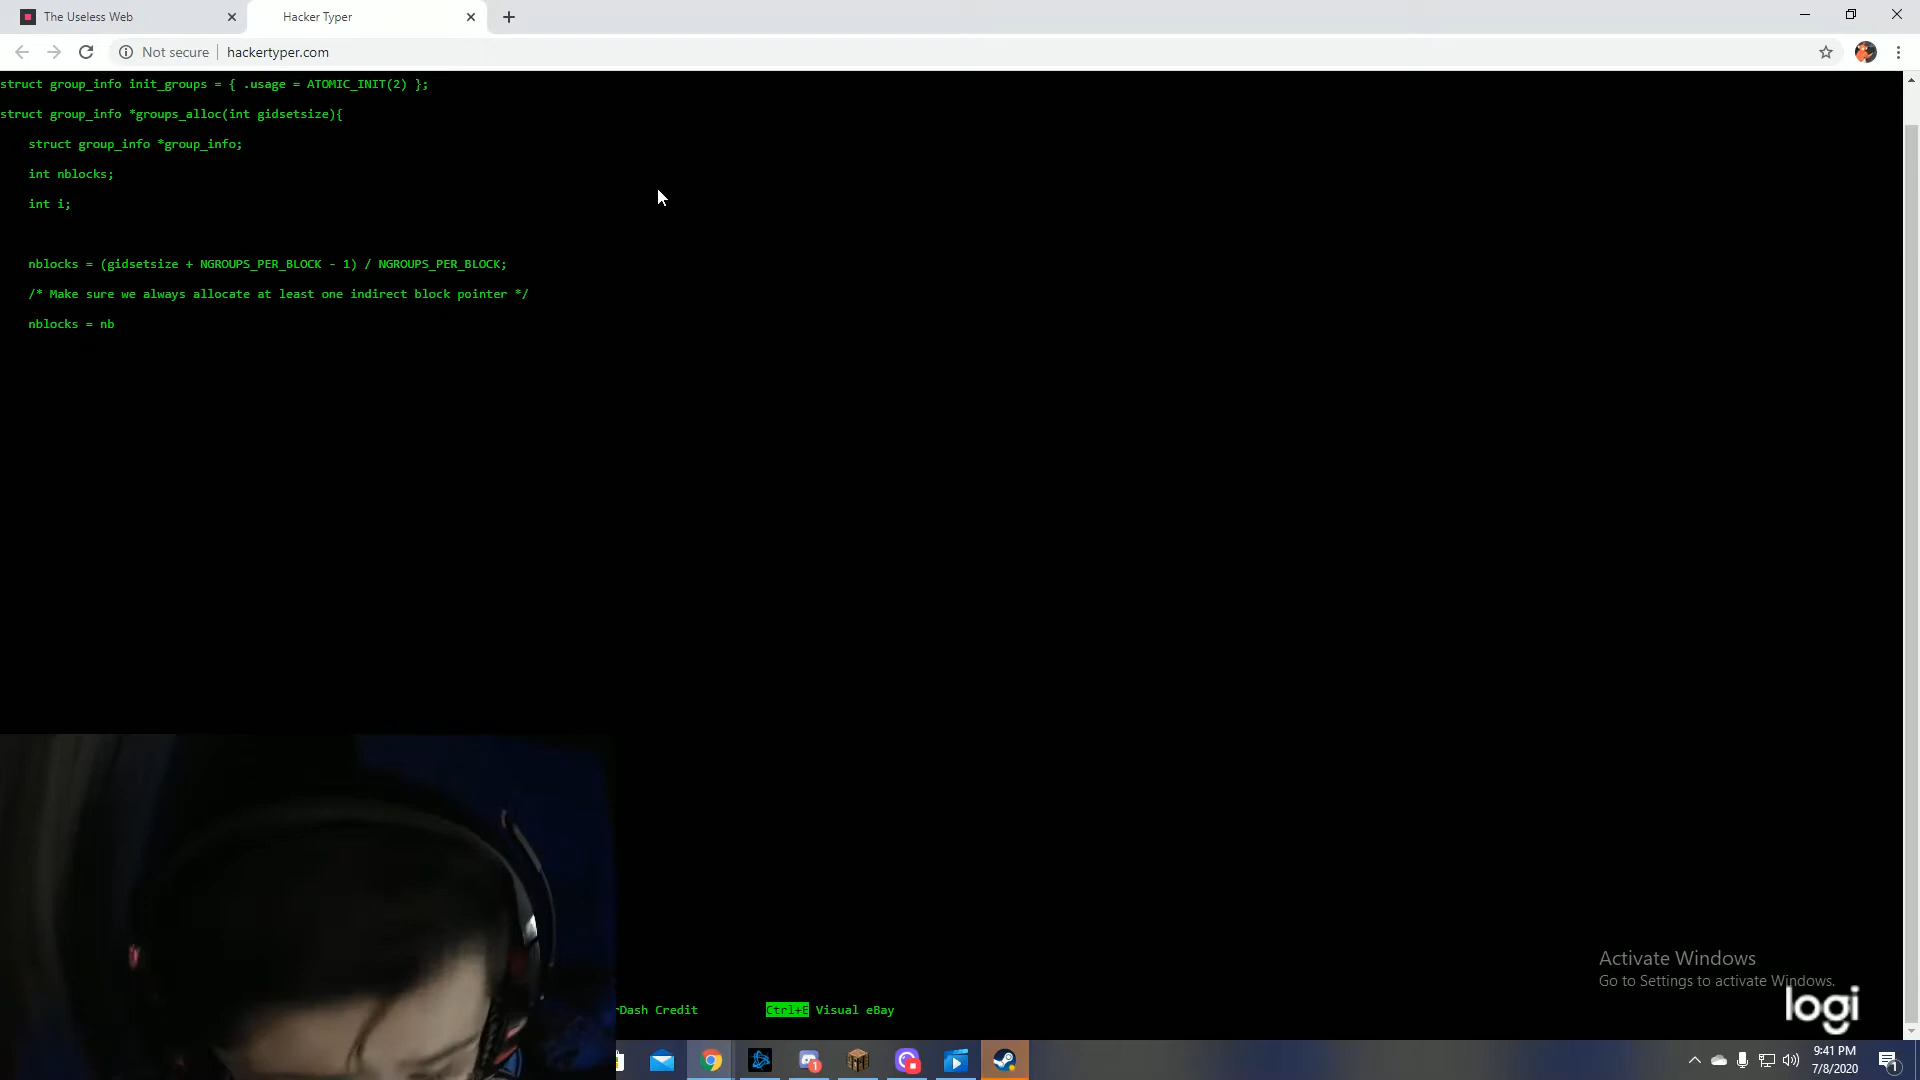 The Useless Web
Hacker Typer
Not secure
hackertyper.com
struct group_info init_groups = { .usage = ATOMIC_INIT(2) };
struct group_info *groups_alloc(int gidsetsize){
struct group_info *group_info;
int nblocks;
int i;
nblocks = (gidsetsize + NGROUPS_PER_BLOCK - 1) / NGROUPS_PER_BLOCK;
/* Make sure we always allocate at least one indirect block pointer */
nblocks = nb
Activate Windows
Go to Settings to activate Windows.
logi
rDash Credit
Ctrl+E Visual eBay
1
9:41 PM
7/8/2020
1